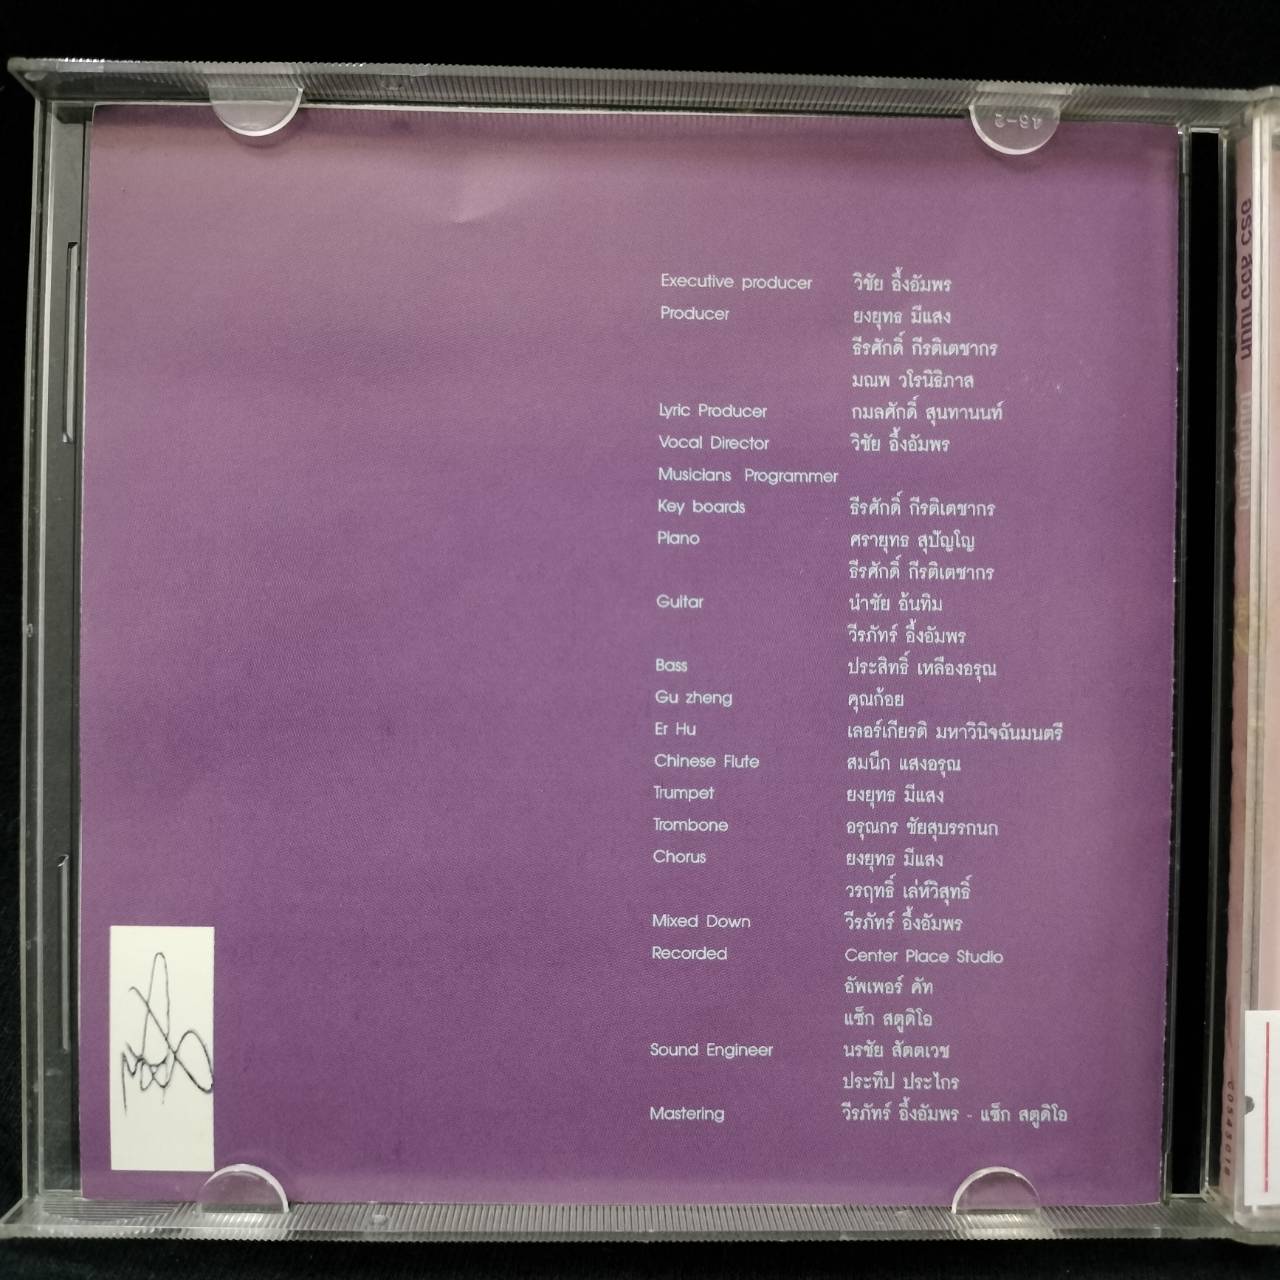 46-2
Executive producer วิชัย อึ้งอัมพร
Producer ยงยุทธ มีแสง
ธีรศักดิ์ กีรติเตชากร
มณพ วโรนิธิภาส
Lyric Producer กมลศักดิ์ สุนทานนท์
Vocal Director วิชัย อึ้งอัมพร
Musicians Programmer
Key boards ธีรศักดิ์ กีรติเตชากร
Piano ศรายุทธ สุปัญโญ
ธีรศักดิ์ กีรติเตชากร
Guitar นำชัย อ้นทิม
วีรภัทร์ อึ้งอัมพร
Bass ประสิทธิ์ เหลืองอรุณ
Gu zheng คุณก้อย
Er Hu เลอร์เกียรติ มหาวินิจฉันมนตรี
Chinese Flute สมนึก แสงอรุณ
Trumpet ยงยุทธ มีแสง
Trombone อรุณกร ชัยสุบรรกนก
Chorus ยงยุทธ มีแสง
วรฤทธิ์ เล่ห์วิสุทธิ์
Mixed Down วีรภัทร์ อึ้งอัมพร
Recorded Center Place Studio
อัพเพอร์ คัท
แซ็ก สตูดิโอ
Sound Engineer นรชัย สัตตเวช
ประทีป ประไกร
Mastering วีรภัทร์ อึ้งอัมพร - แซ็ก สตูดิโอ